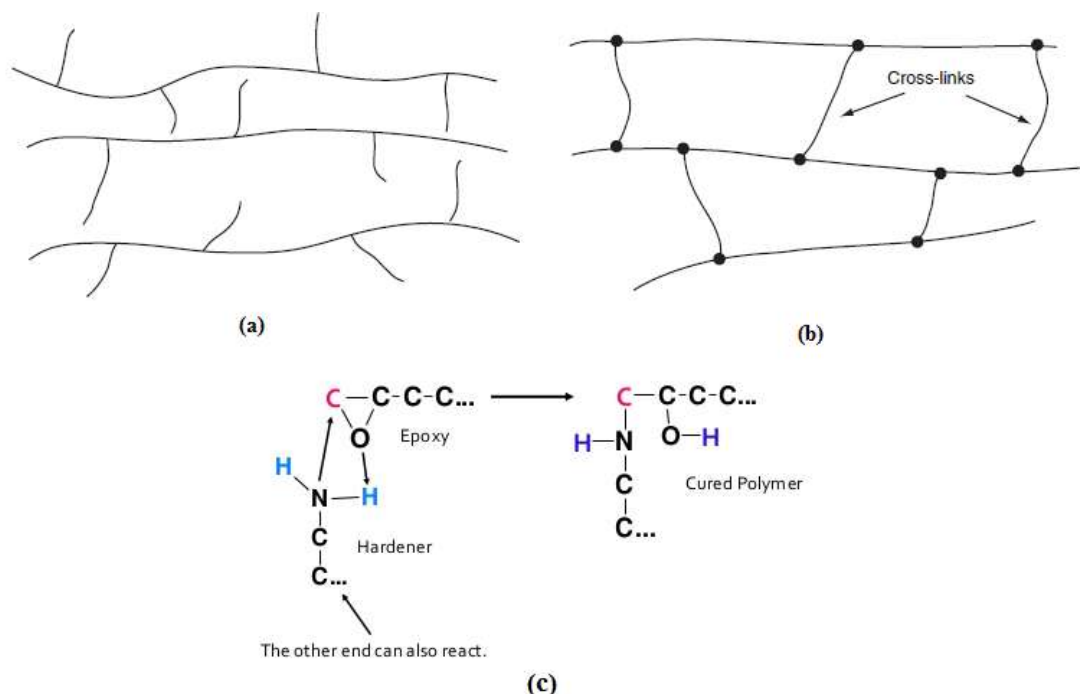 Cross-links
(a)
(b)
C—C-C-C...
O
Epoxy
H
N—H
C
Hardener
C...
The other end can also react.
C—C-C-C...
H—N
O—H
C
Cured Polymer
C...
(c)